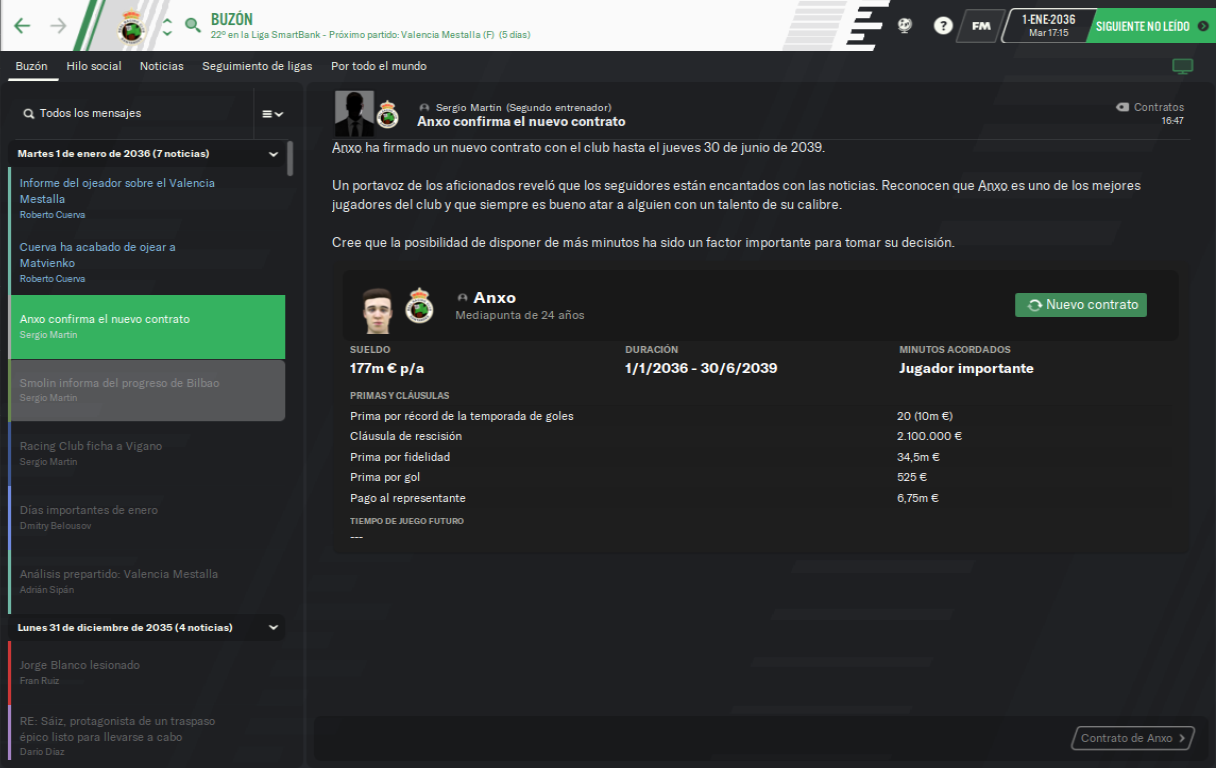 BUZÓN
22º en la Liga SmartBank - Próximo partido: Valencia Mestalla (F) (5 días)
?
FM
1-ENE-2036
Mar 17:15
SIGUIENTE NO LEÍDO
Buzón Hilo social Noticias Seguimiento de ligas Por todo el mundo
Todos los mensajes
Martes 1 de enero de 2036 (7 noticias)
Informe del ojeador sobre el Valencia
Mestalla
Roberto Cuerva
Cuerva ha acabado de ojear a
Matvienko
Roberto Cuerva
Anxo confirma el nuevo contrato
Sergio Martín
Smolin informa del progreso de Bilbao
Sergio Martín
Racing Club ficha a Vigano
Sergio Martín
Días importantes de enero
Dmitry Belousov
Análisis prepartido: Valencia Mestalla
Adrián Sipán
Lunes 31 de diciembre de 2035 (4 noticias)
Jorge Blanco lesionado
Fran Ruiz
RE: Sáiz, protagonista de un traspaso
épico listo para llevarse a cabo
Dario Díaz
Sergio Martín (Segundo entrenador)
Anxo confirma el nuevo contrato
Contratos
16:47
Anxo ha firmado un nuevo contrato con el club hasta el jueves 30 de junio de 2039.
Un portavoz de los aficionados reveló que los seguidores están encantados con las noticias. Reconocen que Anxo es uno de los mejores
jugadores del club y que siempre es bueno atar a alguien con un talento de su calibre.
Cree que la posibilidad de disponer de más minutos ha sido un factor importante para tomar su decisión.
Anxo
Mediapunta de 24 años
Nuevo contrato
SUELDO DURACIÓN MINUTOS ACORDADOS
177m € p/a 1/1/2036 - 30/6/2039 Jugador importante
PRIMAS Y CLÁUSULAS
Prima por récord de la temporada de goles 20 (10m €)
Cláusula de rescisión 2.100.000 €
Prima por fidelidad 34,5m €
Prima por gol 525 €
Pago al representante 6,75m €
TIEMPO DE JUEGO FUTURO
---
Contrato de Anxo